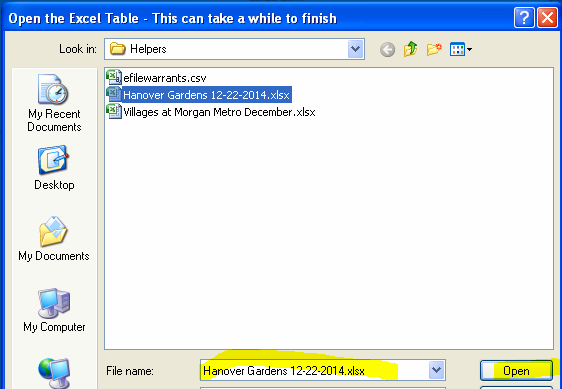 Open the Excel Table - This can take a while to finish
Look in: Helpers
efilewarrants.csv
Hanover Gardens 12-22-2014.xlsx
Villages at Morgan Metro December.xlsx
My Recent
Documents
Desktop
My Documents
My Computer
File name: Hanover Gardens 12-22-2014.xlsx Open